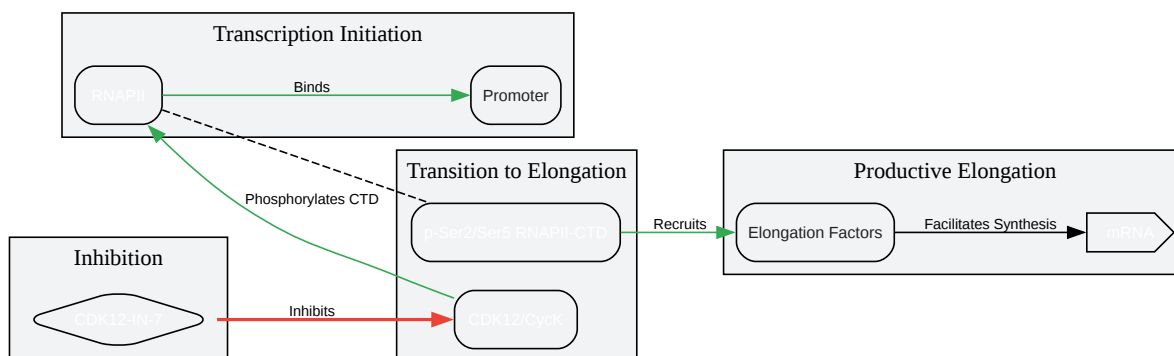 Transcription Initiation
RNAPII
Binds
Promoter
Transition to Elongation
Productive Elongation
Phosphorylates CTD
p-Ser2/Ser5 RNAPII-CTD
Recruits
Elongation Factors
Facilitates Synthesis
mRNA
Inhibition
CDK12-IN-7
Inhibits
CDK12/CycK